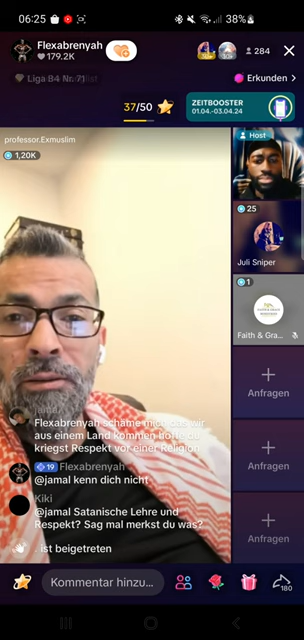 06:25
38%
Flexabrenyah
179.2K
284
Liga B4 Nr. 71
Erkunden >
37/50
ZEITBOOSTER
01.04.-03.04.24
professor.Exmuslim
1,20K
Host
25
Juli Sniper
1
Faith & Gra...
Anfragen
Anfragen
Anfragen
jamal
Flexabrenyah schäme mich das wir
aus einem Land kommen hoffe du
kriegst Respekt vor einer Religion
19 Flexabrenyah
@jamal kenn dich nicht
Kiki
@jamal Satanische Lehre und
Respekt? Sag mal merkst du was?
. ist beigetreten
Kommentar hinzu...
180